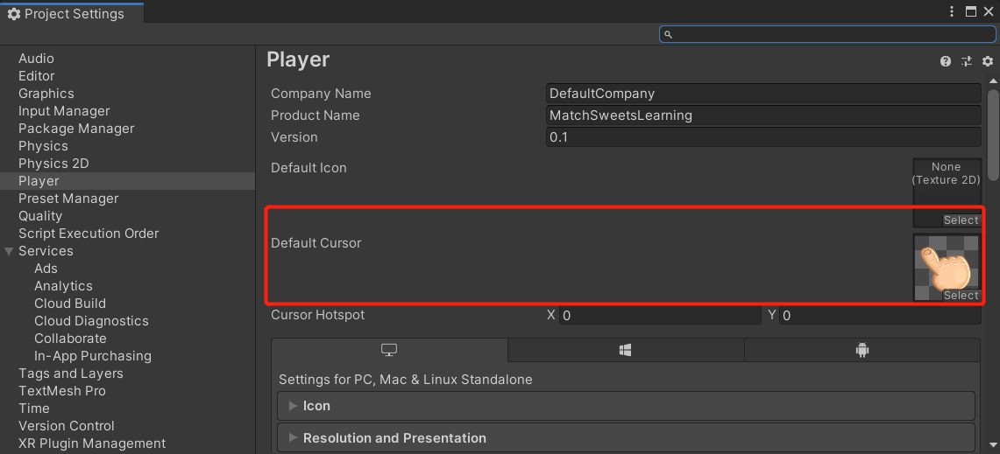 Project Settings
Audio
Editor
Graphics
Input Manager
Package Manager
Physics
Physics 2D
Player
Preset Manager
Quality
Script Execution Order
Services
Ads
Analytics
Cloud Build
Cloud Diagnostics
Collaborate
In-App Purchasing
Tags and Layers
TextMesh Pro
Time
Version Control
XR Plugin Management
Player
Company Name DefaultCompany
Product Name MatchSweetsLearning
Version 0.1
Default Icon None
(Texture 2D)
Select
Default Cursor
Select
Cursor Hotspot X 0 Y 0
Settings for PC, Mac & Linux Standalone
Icon
Resolution and Presentation